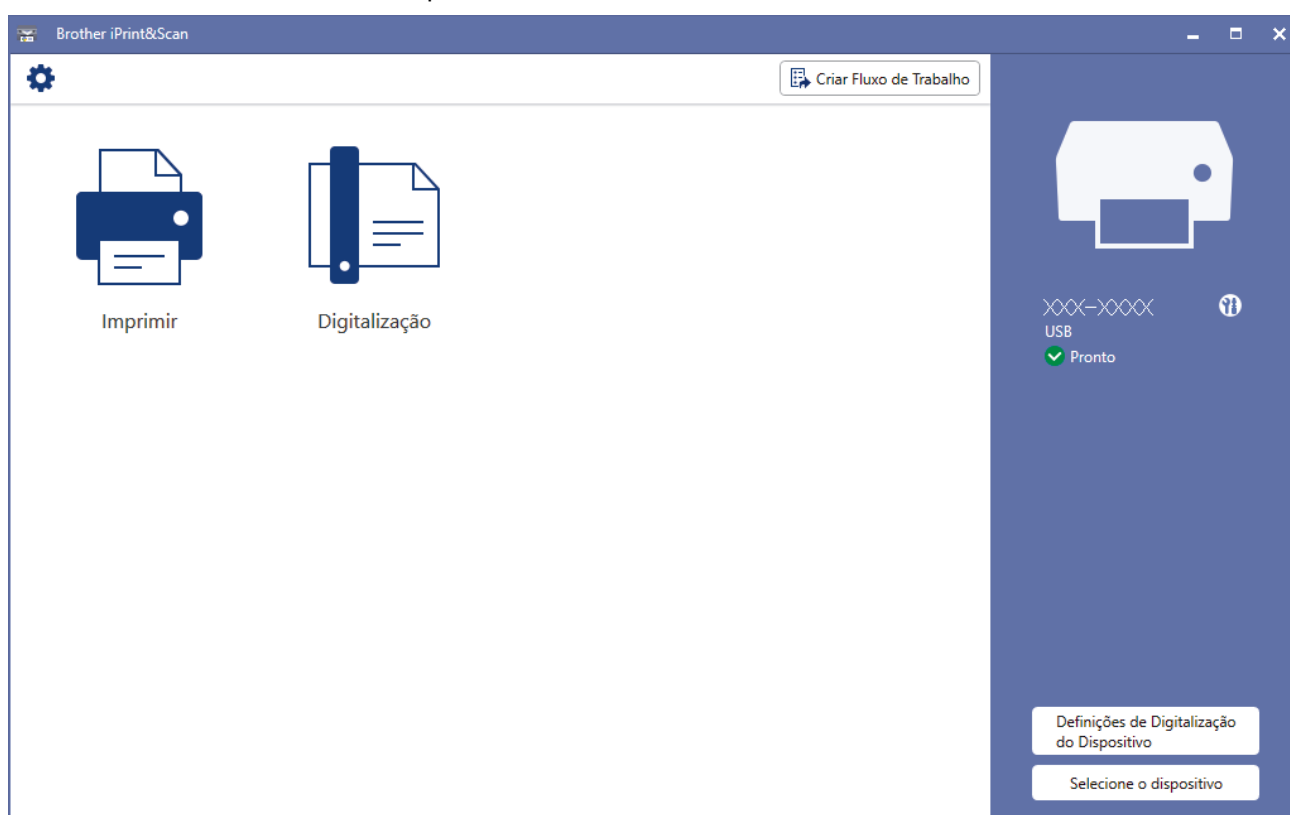 Brother iPrint&Scan
Criar Fluxo de Trabalho
Imprimir
Digitalização
XXX-XXXX
USB
Pronto
Definições de Digitalização
do Dispositivo
Selecione o dispositivo